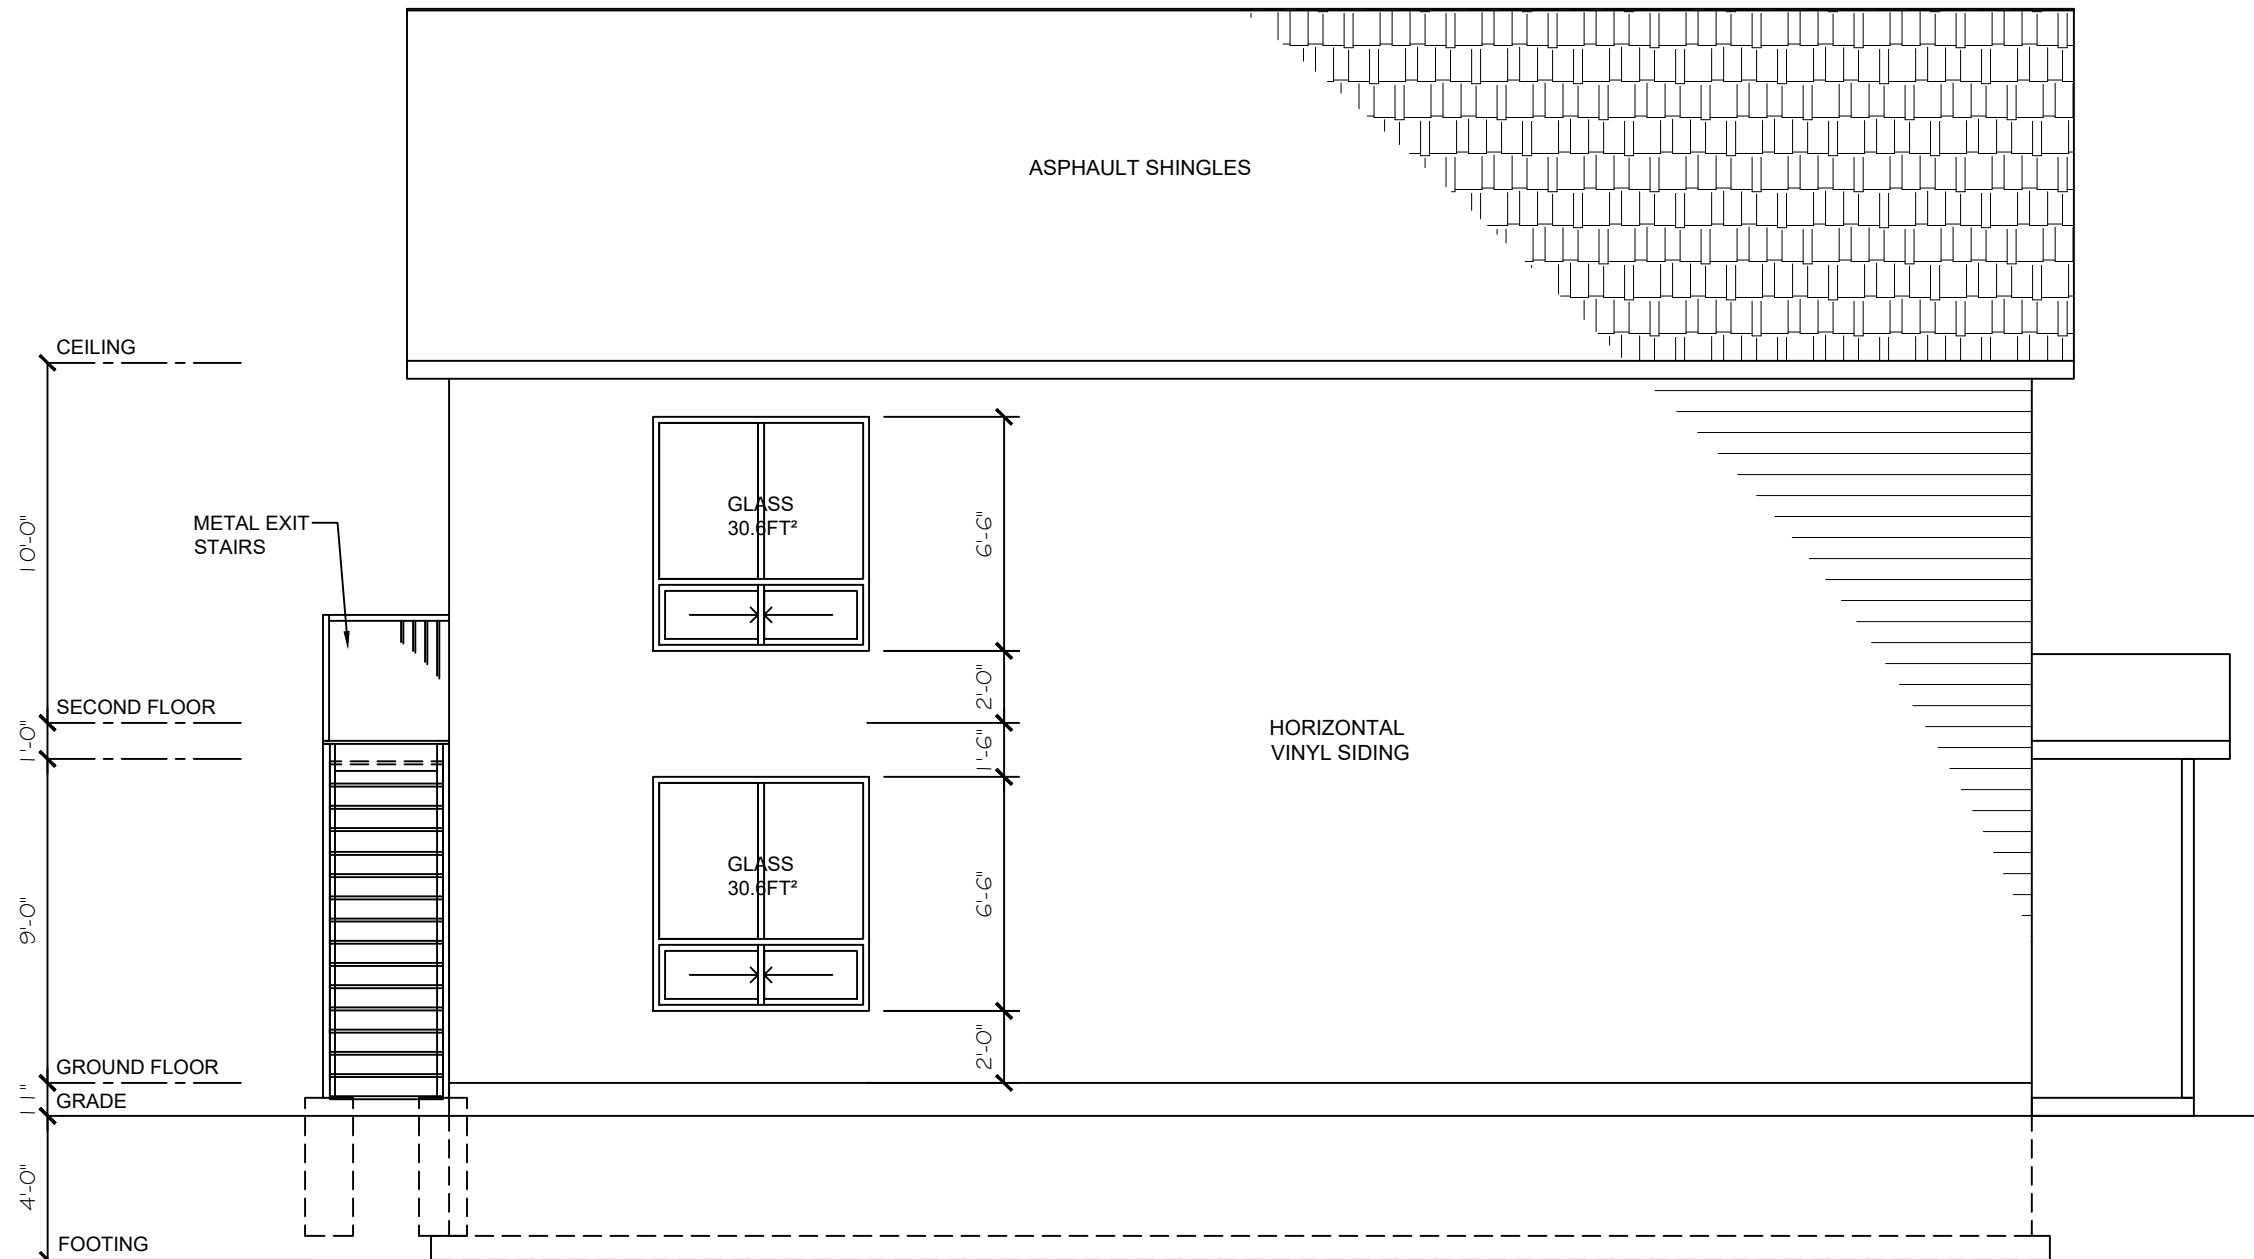 ASPHAULT SHINGLES
CEILING
GLASS
30.6FT²
METAL EXIT
STAIRS
10'-0"
6'-6"
SECOND FLOOR
2'-0"
1'-0"
1'-6"
HORIZONTAL
VINYL SIDING
GLASS
30.6FT²
9'-0"
6'-6"
2'-0"
GROUND FLOOR
11"
GRADE
4'-0"
FOOTING